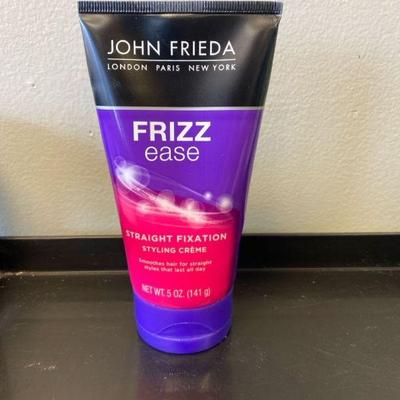 JOHN FRIEDA
LONDON PARIS NEW YORK
FRIZZ
ease
STRAIGHT FIXATION
STYLING CRÈME
Smoothes hair for straight
styles that last all day
NET WT. 5 OZ. (141 g)